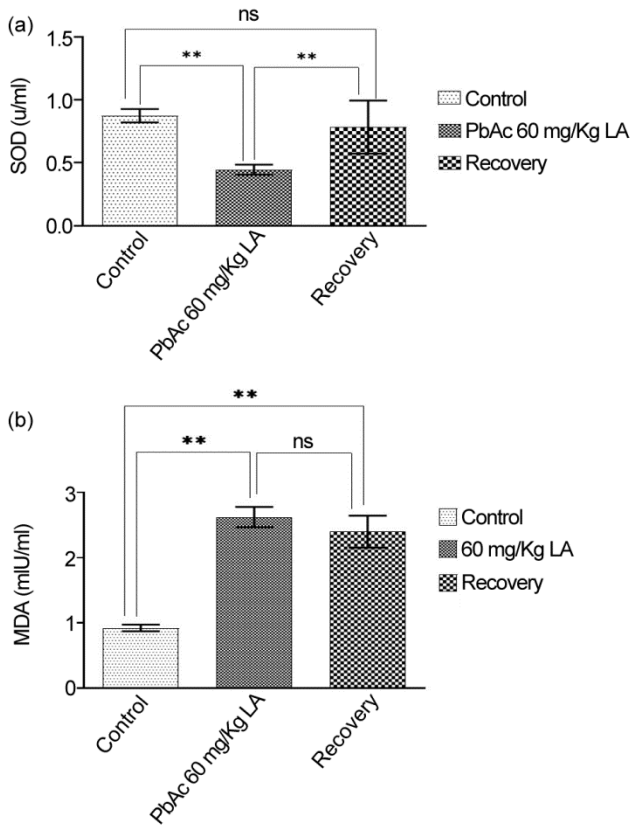 (a)
ns
**
**
SOD (u/ml)
1.5
1.0
0.5
0.0
Control
PbAc 60 mg/Kg LA
Recovery
Control
PbAc 60 mg/Kg LA
Recovery
(b)
**
**
ns
MDA (mIU/ml)
3
2
1
0
Control
PbAc 60 mg/Kg LA
Recovery
Control
60 mg/Kg LA
Recovery